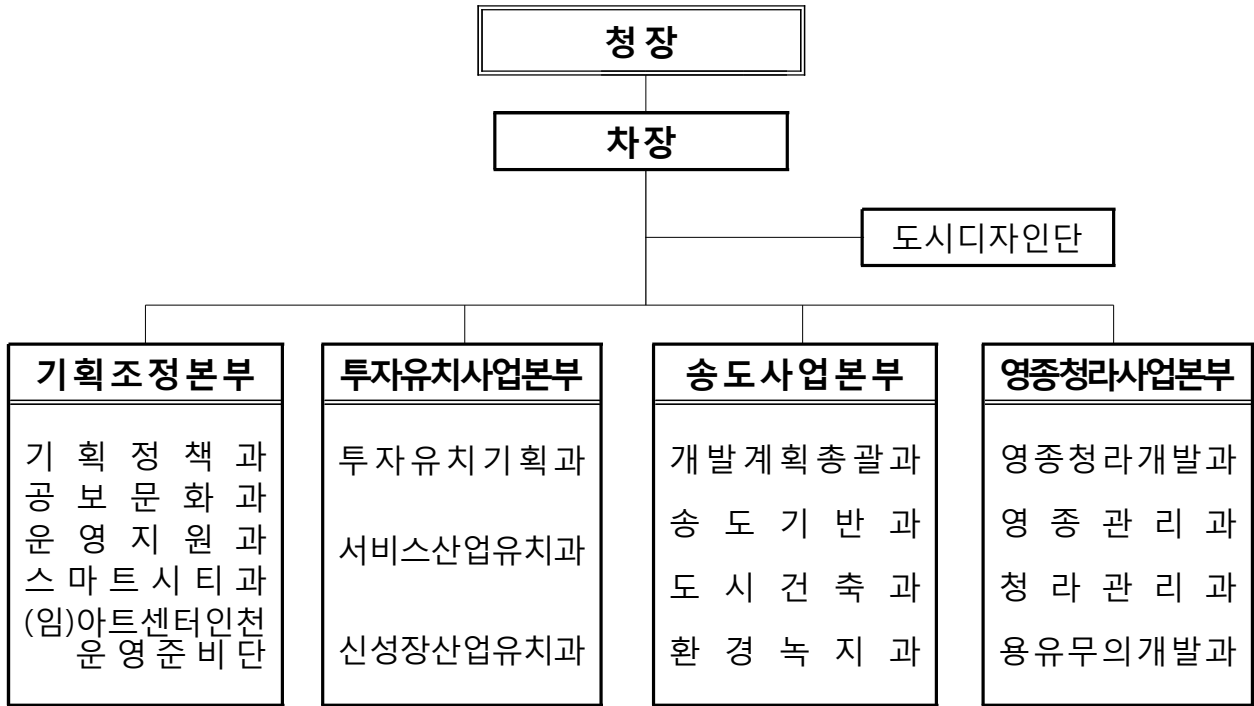 청장
차장
도시디자인단
기획조정본부
기획정책과
공보문화과
운영지원과
스마트시티과
(임)아트센터인천
운영준비단
투자유치사업본부
투자유치기획과
서비스산업유치과
신성장산업유치과
송도사업본부
개발계획총괄과
송도기반과
도시건축과
환경녹지과
영종청라사업본부
영종청라개발과
영종관리과
청라관리과
용유무의개발과